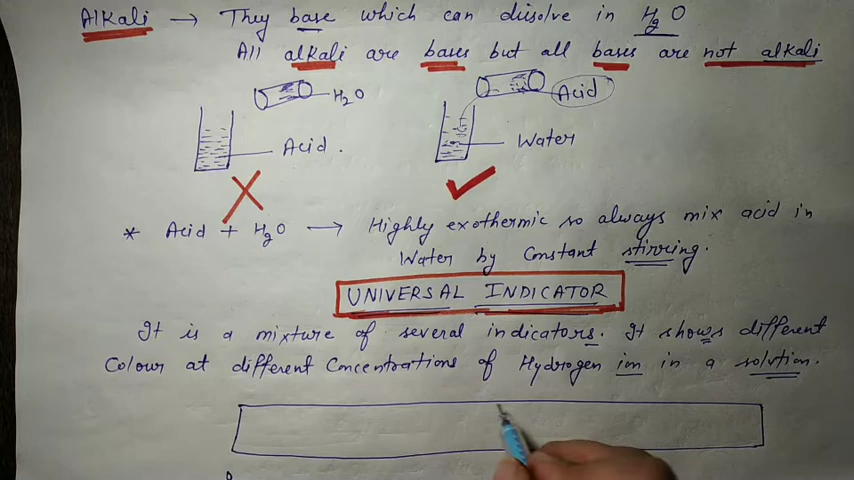 Alkali → They base which can dissolve in H2O
All alkali are bases but all bases are not alkali
H2O
Acid
Acid.
Water
* Acid + H2O → Highly exothermic so always mix acid in
Water by Constant stirring.
UNIVERSAL INDICATOR
It is a mixture of several indicators. It shows different
Colour at different Concentrations of Hydrogen ion in a solution.